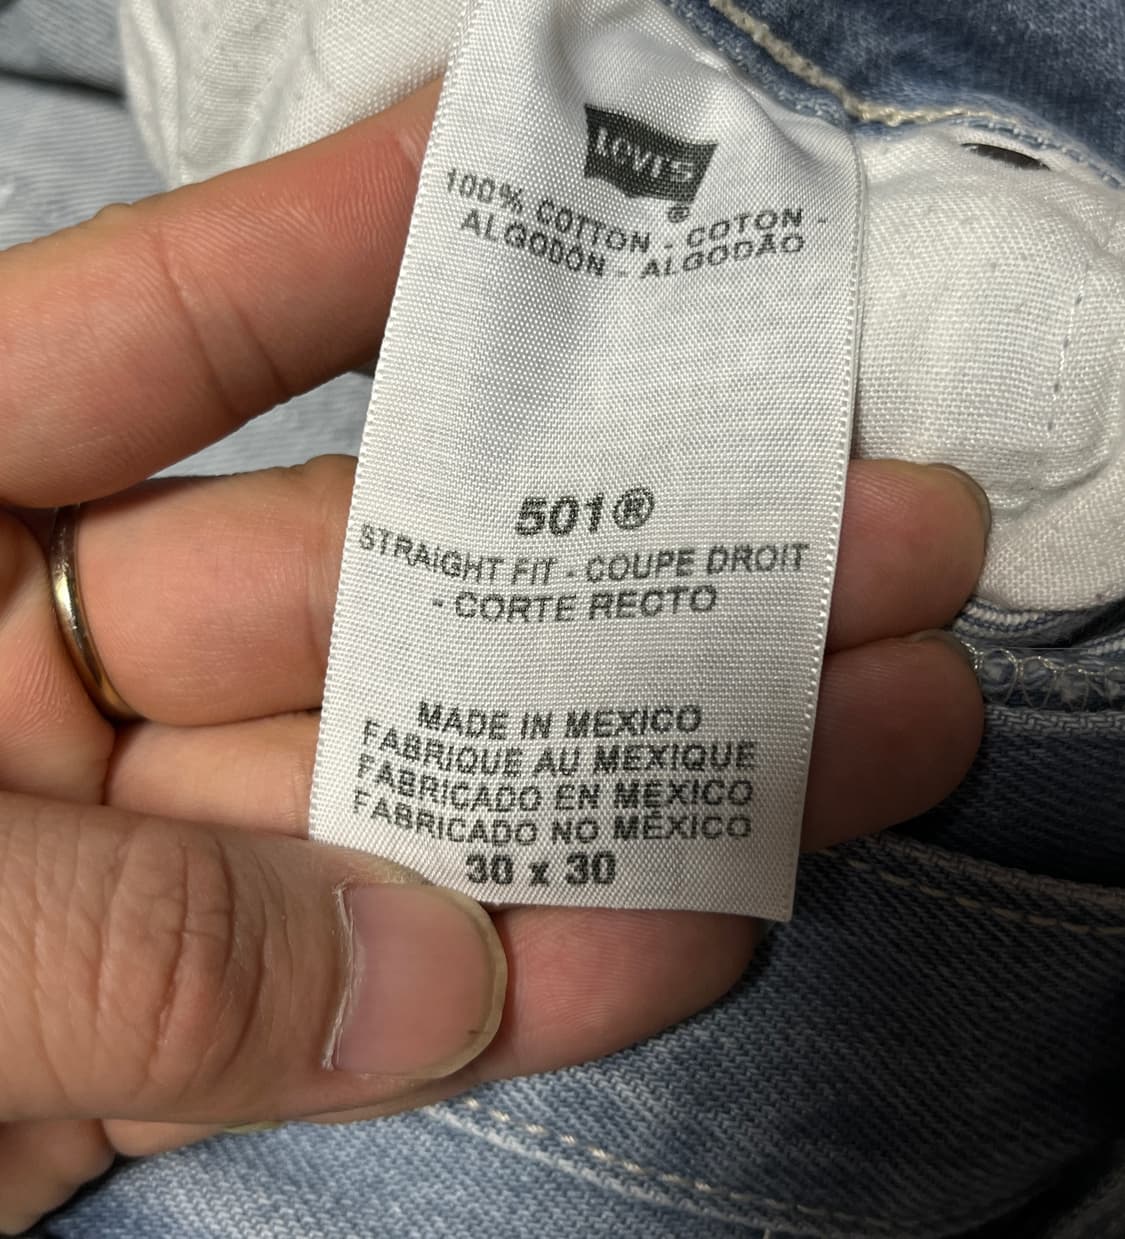 LEVI'S
®
100% COTTON - COTON -
ALGODÓN - ALGODÃO
501®
STRAIGHT FIT - COUPE DROIT
- CORTE RECTO
MADE IN MEXICO
FABRIQUE AU MEXIQUE
FABRICADO EN MÉXICO
FABRICADO NO MÉXICO
30 x 30